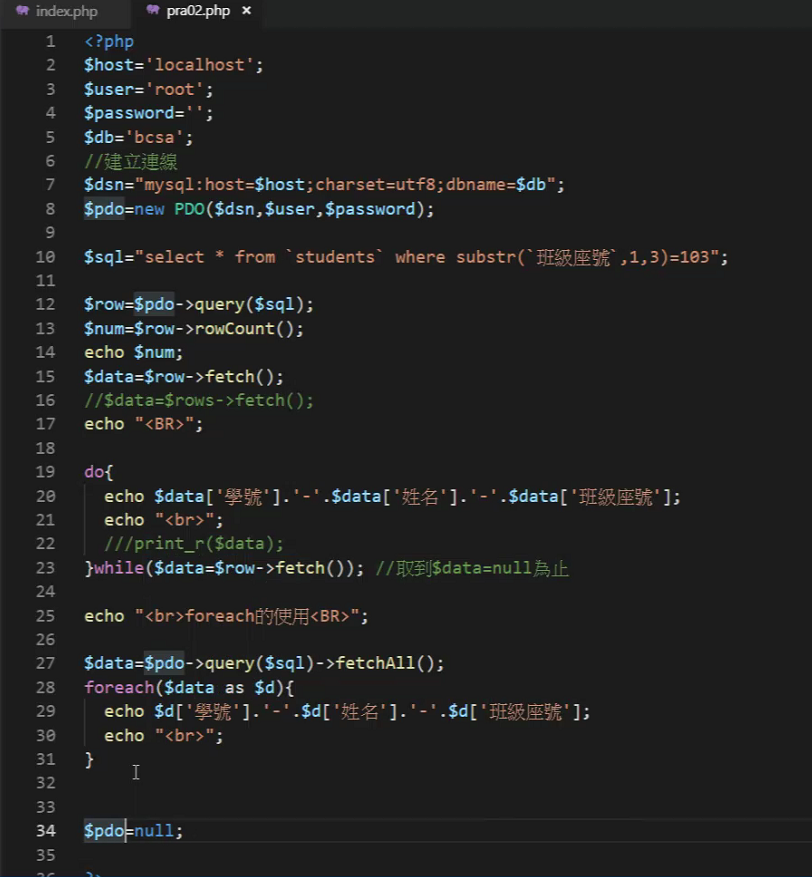 index.php
pra02.php ×
1 <?php
2 $host='localhost';
3 $user='root';
4 $password='';
5 $db='bcsa';
6 //建立連線
7 $dsn="mysql:host=$host;charset=utf8;dbname=$db";
8 $pdo=new PDO($dsn,$user,$password);
9
10 $sql="select * from `students` where substr(`班級座號`,1,3)=103";
11
12 $row=$pdo->query($sql);
13 $num=$row->rowCount();
14 echo $num;
15 $data=$row->fetch();
16 //$data=$rows->fetch();
17 echo "<BR>";
18
19 do{
20 echo $data['學號'].'-'.$data['姓名'].'-'.$data['班級座號'];
21 echo "<br>";
22 ///print_r($data);
23 }while($data=$row->fetch()); //取到$data=null為止
24
25 echo "<br>foreach的使用<BR>";
26
27 $data=$pdo->query($sql)->fetchAll();
28 foreach($data as $d){
29 echo $d['學號'].'-'.$d['姓名'].'-'.$d['班級座號'];
30 echo "<br>";
31 }
32
33
34 $pdo=null;
35